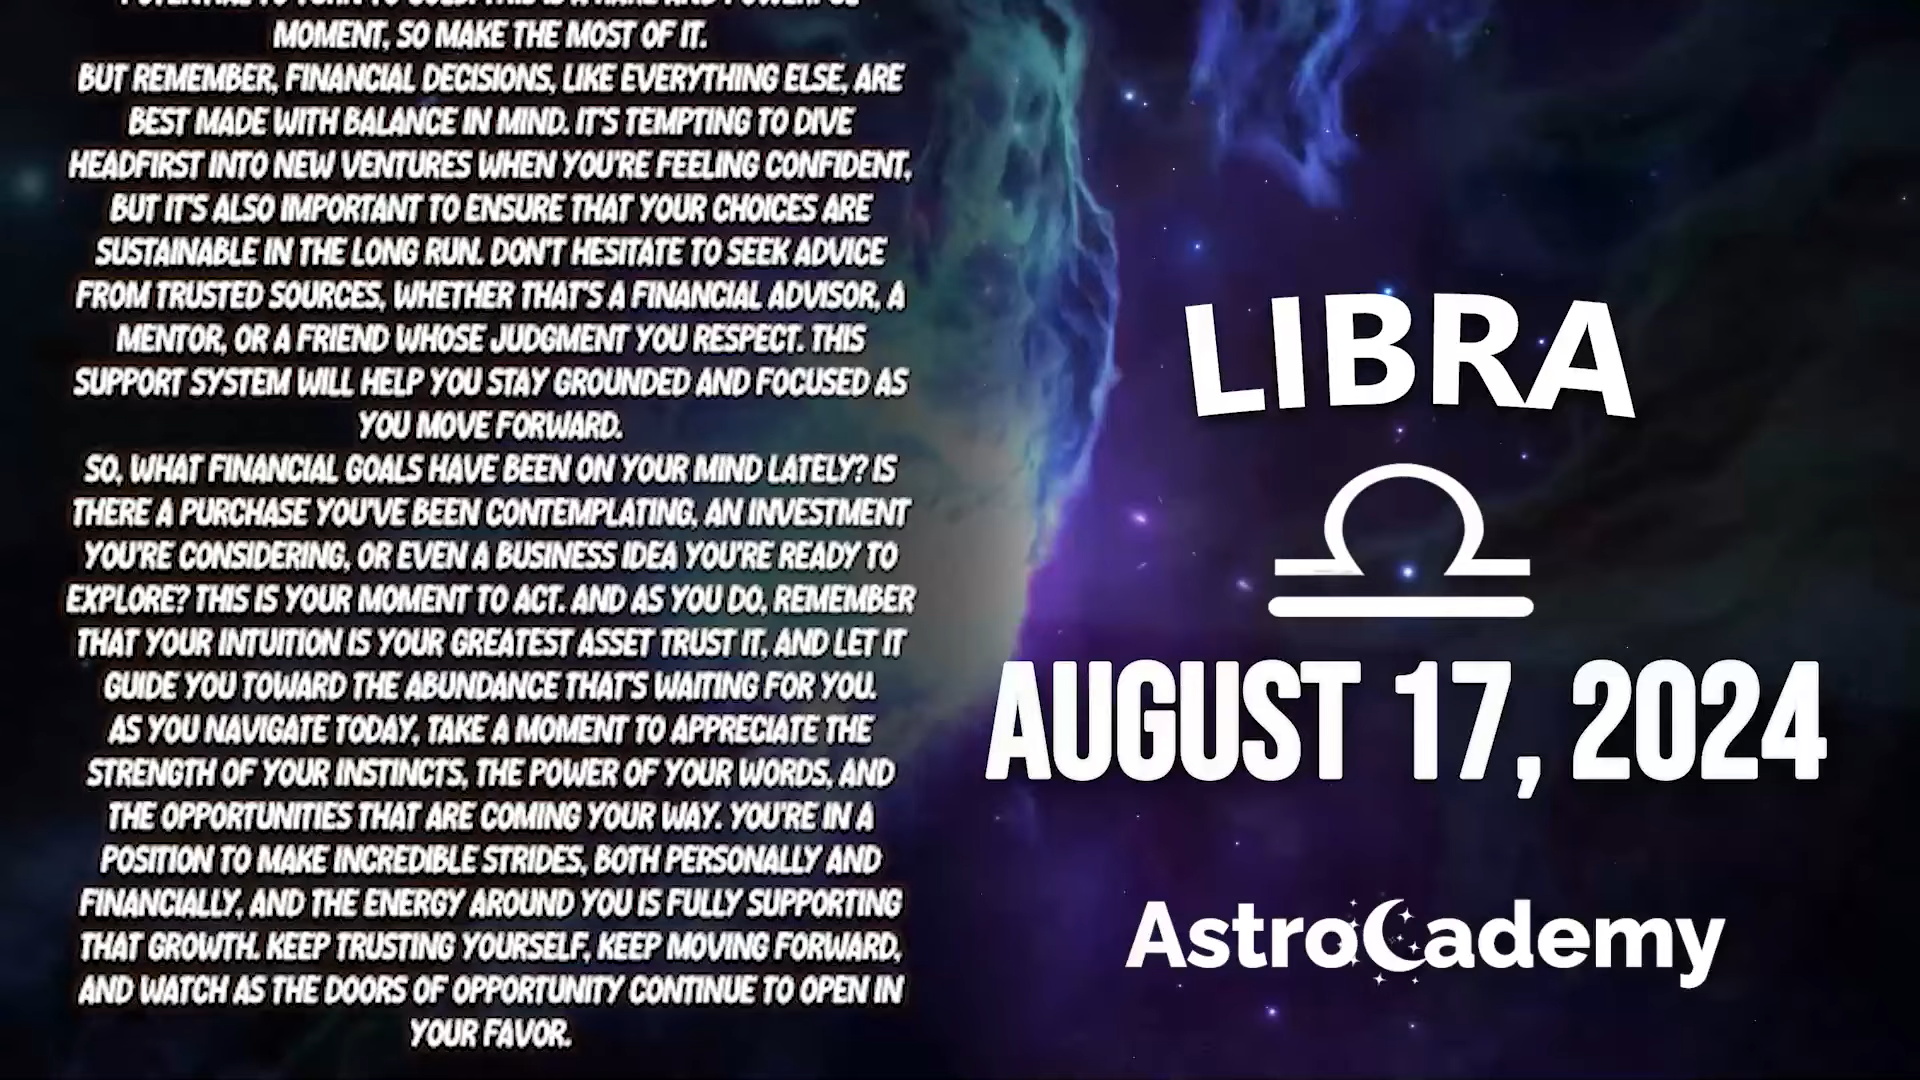 MOMENT, SO MAKE THE MOST OF IT.
BUT REMEMBER, FINANCIAL DECISIONS, LIKE EVERYTHING ELSE, ARE
BEST MADE WITH BALANCE IN MIND. IT'S TEMPTING TO DIVE
HEADFIRST INTO NEW VENTURES WHEN YOU'RE FEELING CONFIDENT,
BUT IT'S ALSO IMPORTANT TO ENSURE THAT YOUR CHOICES ARE
SUSTAINABLE IN THE LONG RUN. DON'T HESITATE TO SEEK ADVICE
FROM TRUSTED SOURCES, WHETHER THAT'S A FINANCIAL ADVISOR, A
MENTOR, OR A FRIEND WHOSE JUDGMENT YOU RESPECT. THIS
SUPPORT SYSTEM WILL HELP YOU STAY GROUNDED AND FOCUSED AS
YOU MOVE FORWARD.
SO, WHAT FINANCIAL GOALS HAVE BEEN ON YOUR MIND LATELY? IS
THERE A PURCHASE YOU'VE BEEN CONTEMPLATING, AN INVESTMENT
YOU'RE CONSIDERING, OR EVEN A BUSINESS IDEA YOU'RE READY TO
EXPLORE? THIS IS YOUR MOMENT TO ACT. AND AS YOU DO, REMEMBER
THAT YOUR INTUITION IS YOUR GREATEST ASSET TRUST IT, AND LET IT
GUIDE YOU TOWARD THE ABUNDANCE THAT'S WAITING FOR YOU.
AS YOU NAVIGATE TODAY, TAKE A MOMENT TO APPRECIATE THE
STRENGTH OF YOUR INSTINCTS, THE POWER OF YOUR WORDS, AND
THE OPPORTUNITIES THAT ARE COMING YOUR WAY. YOU'RE IN A
POSITION TO MAKE INCREDIBLE STRIDES, BOTH PERSONALLY AND
FINANCIALLY, AND THE ENERGY AROUND YOU IS FULLY SUPPORTING
THAT GROWTH. KEEP TRUSTING YOURSELF, KEEP MOVING FORWARD,
AND WATCH AS THE DOORS OF OPPORTUNITY CONTINUE TO OPEN IN
YOUR FAVOR.
LIBRA
AUGUST 17, 2024
AstroCademy